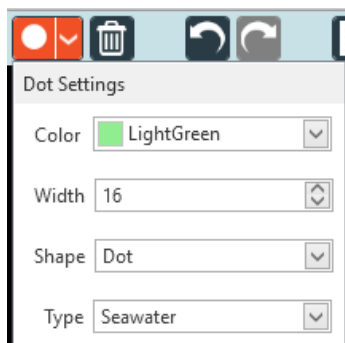 Dot Settings
Color LightGreen
Width 16
Shape Dot
Type Seawater